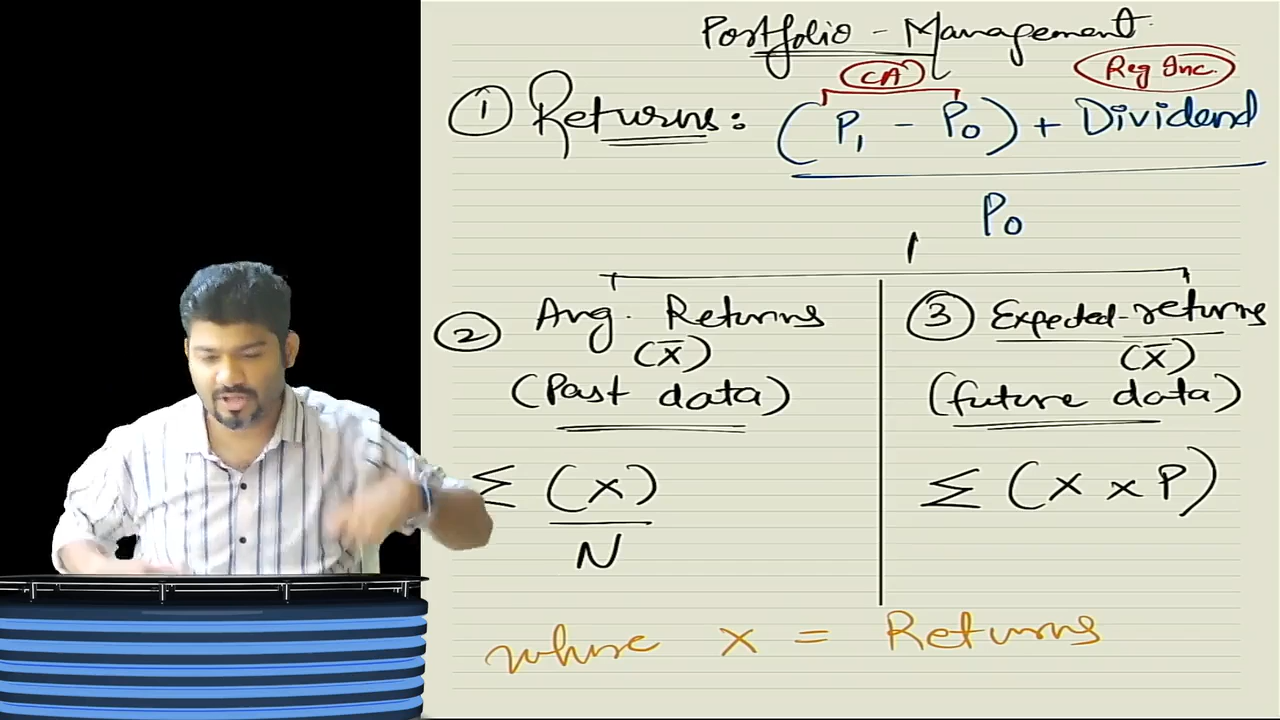 Portfolio - Management
CA Reg Inc.
① Returns: (P₁ - P₀) + Dividend
P₀
② Avg. Returns
(x̄)
(Past data)
Σ (x)
N
③ Expected-returns
(x̄)
(future data)
Σ (x x P)
where x = Returns